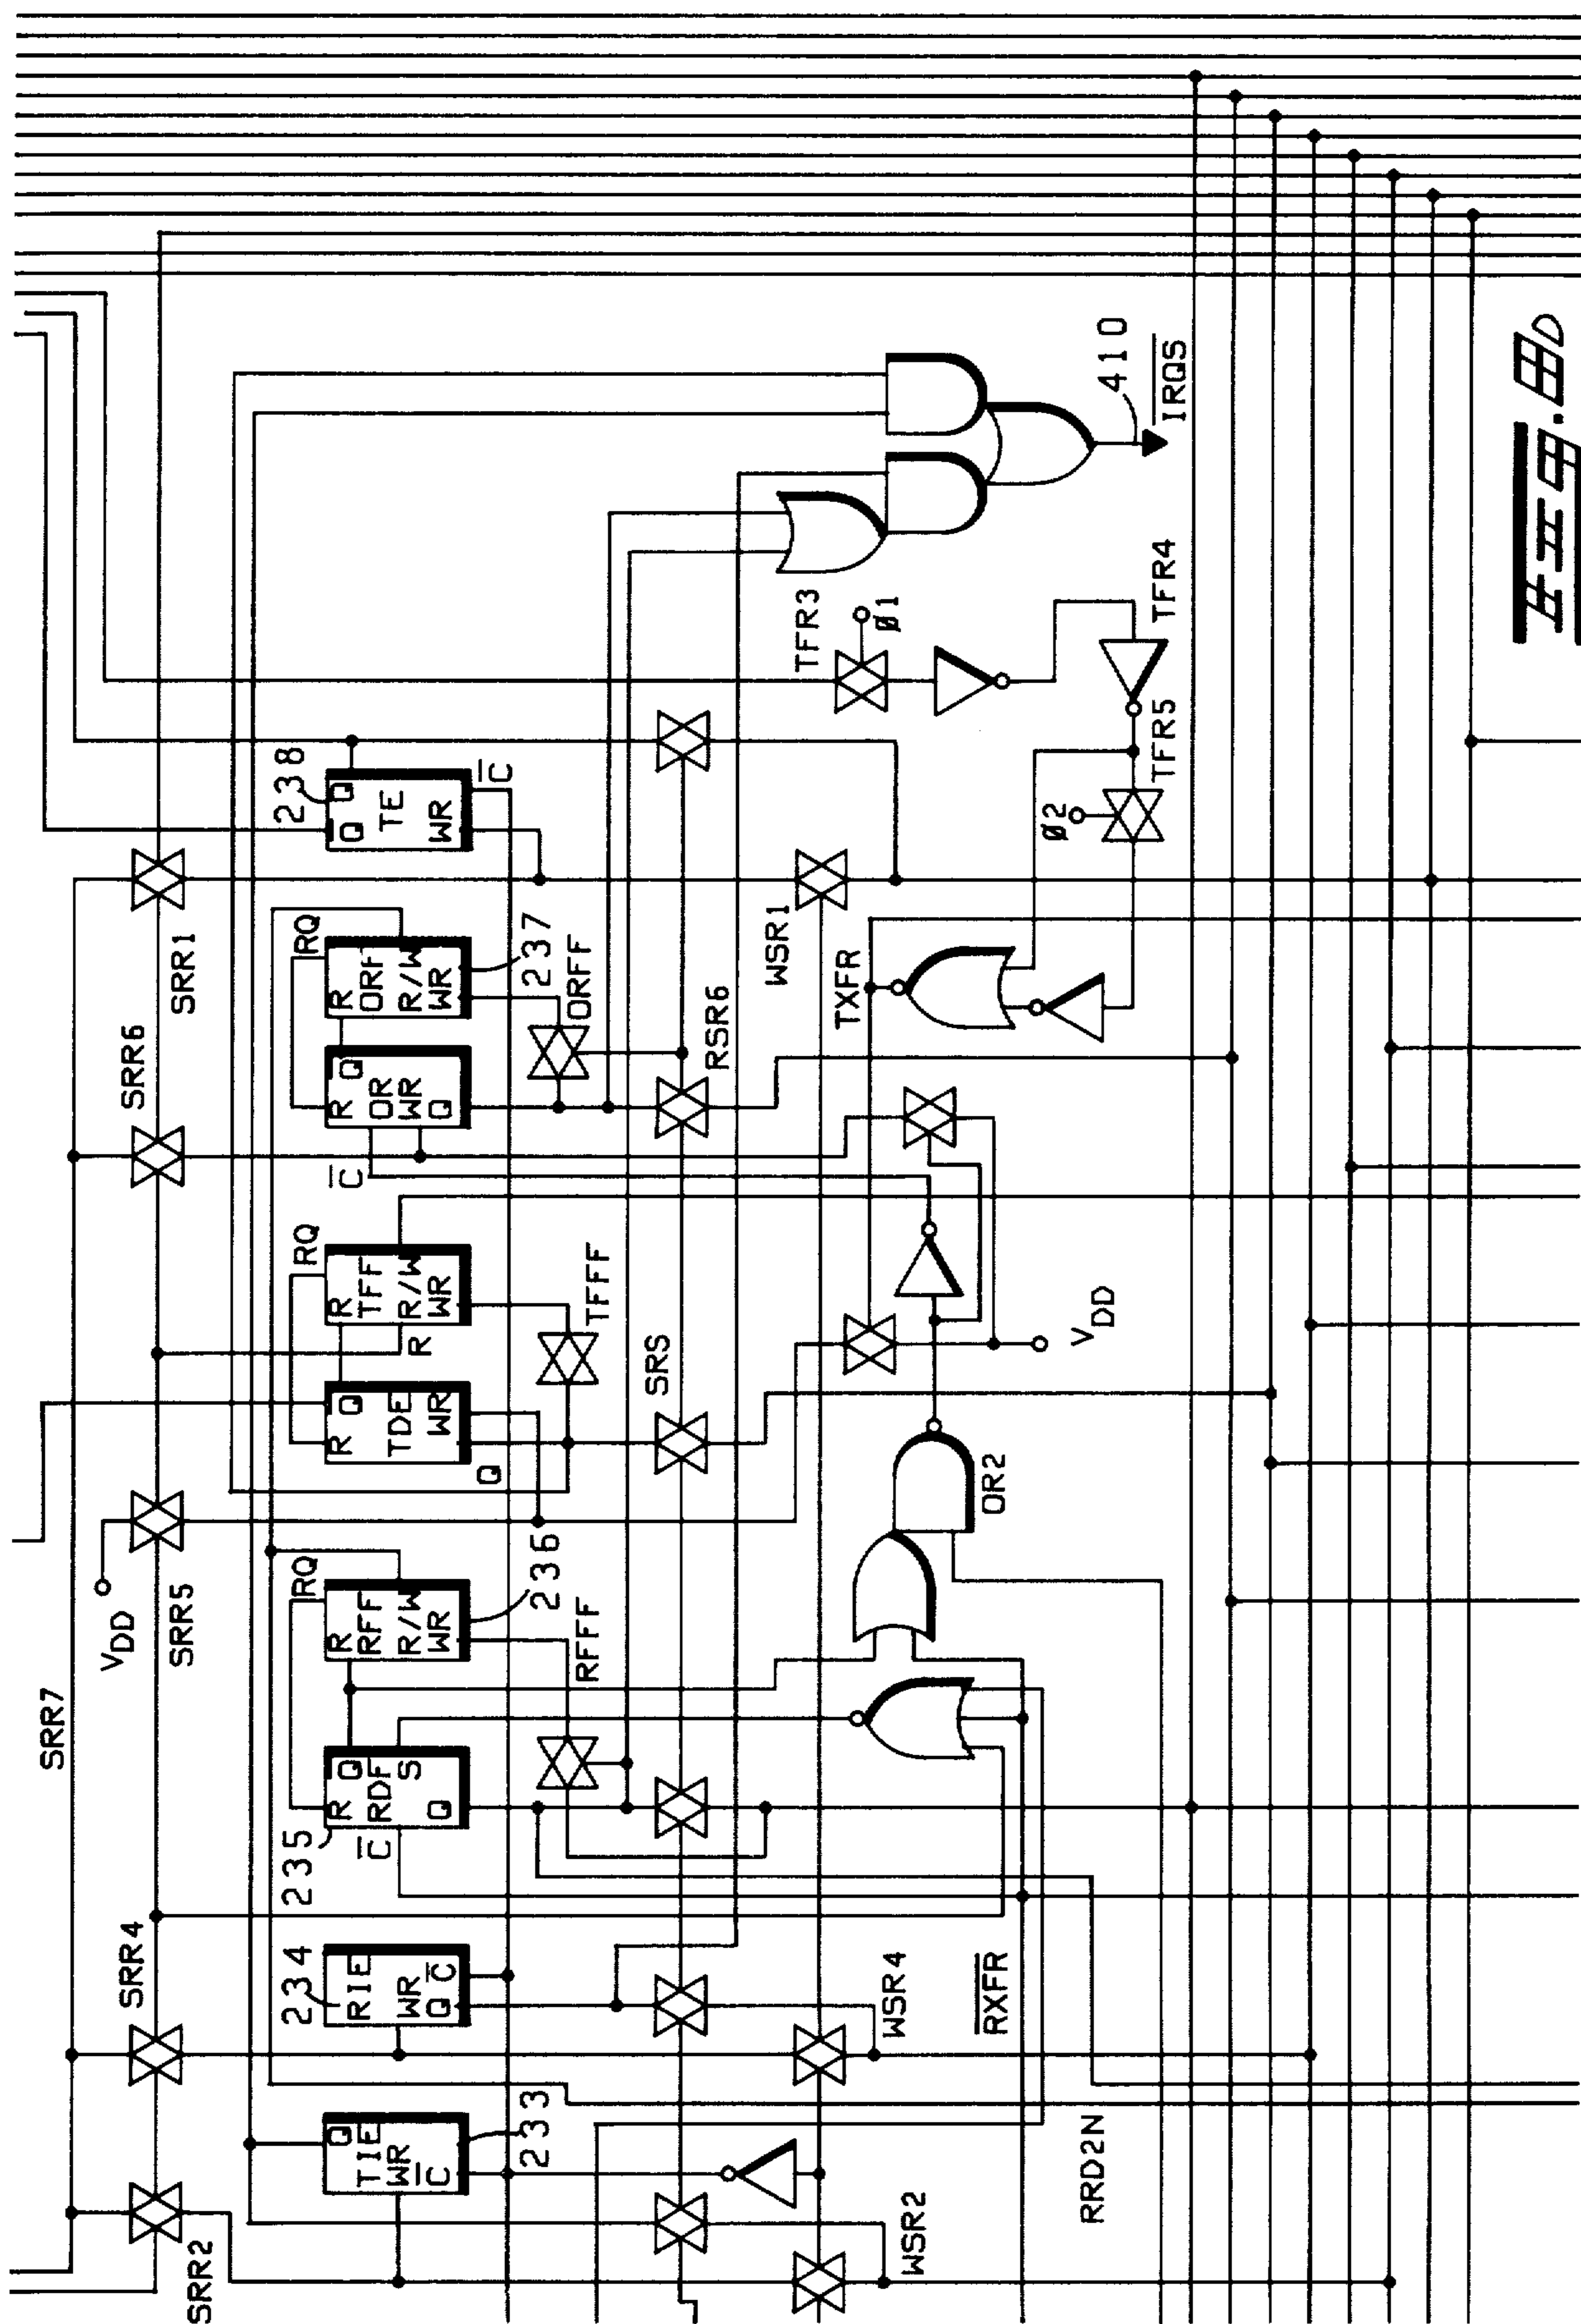 410
IRQS
TFR3
ø1
TFR4
TFR5
ø2
238
Q
Q
TE
WR
C
SRR1
WSR1
RQ
R
ORF
R/W
WR
237
ORFF
RSR6
TXFR
SRR6
R
Q
OR
WR
Q
C
RQ
R
TFF
R/W
WR
R
TFFF
SRS
VDD
R
Q
TDE
WR
Q
OR2
VDD
SRR5
RQ
R
RFF
R/W
WR
236
RFFF
SRR7
R
Q
RDF
S
Q
235
C
SRR4
234
RIE
WR
C
Q
WSR4
RXFR
Q
TIE
WR
C
233
RRD2N
SRR2
WSR2
Fig. 8D